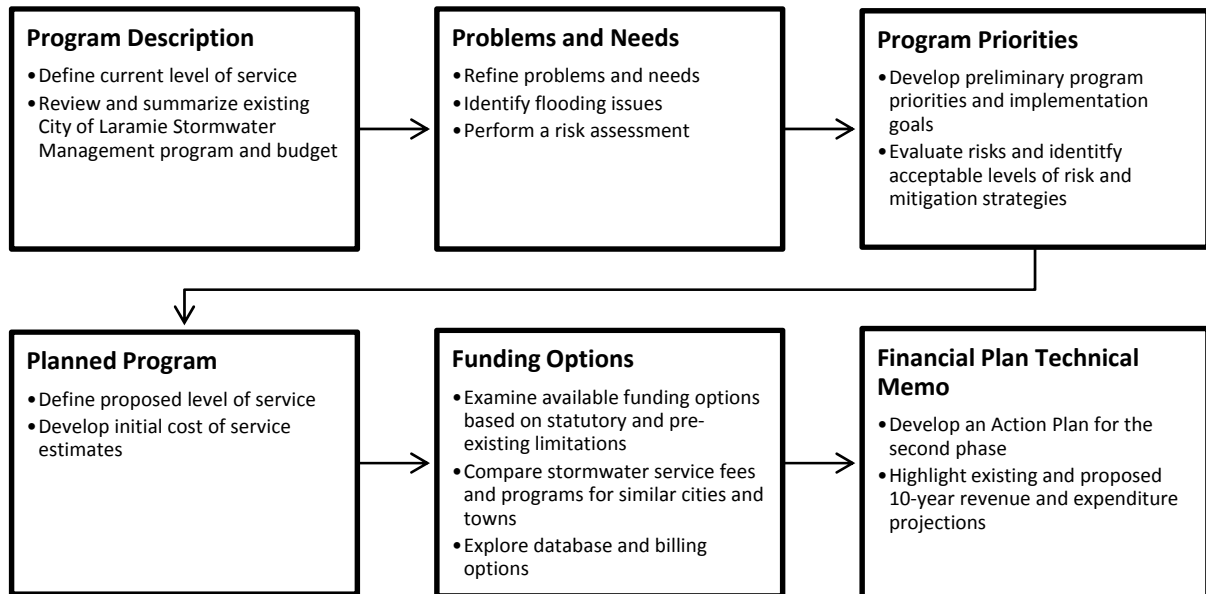 Program Description
•Define current level of service
•Review and summarize existing
City of Laramie Stormwater
Management program and budget
Problems and Needs
•Refine problems and needs
•Identify flooding issues
•Perform a risk assessment
Program Priorities
•Develop preliminary program
priorities and implementation
goals
•Evaluate risks and identitfy
acceptable levels of risk and
mitigation strategies
Planned Program
•Define proposed level of service
•Develop initial cost of service
estimates
Funding Options
•Examine available funding options
based on statutory and pre-
existing limitations
•Compare stormwater service fees
and programs for similar cities and
towns
•Explore database and billing
options
Financial Plan Technical
Memo
•Develop an Action Plan for the
second phase
•Highlight existing and proposed
10-year revenue and expenditure
projections